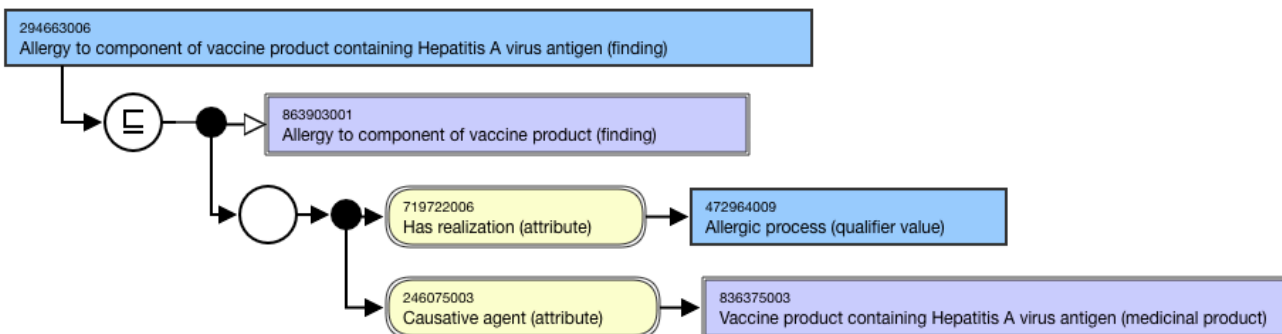 294663006
Allergy to component of vaccine product containing Hepatitis A virus antigen (finding)
⊑
863903001
Allergy to component of vaccine product (finding)
719722006
Has realization (attribute)
472964009
Allergic process (qualifier value)
246075003
Causative agent (attribute)
836375003
Vaccine product containing Hepatitis A virus antigen (medicinal product)